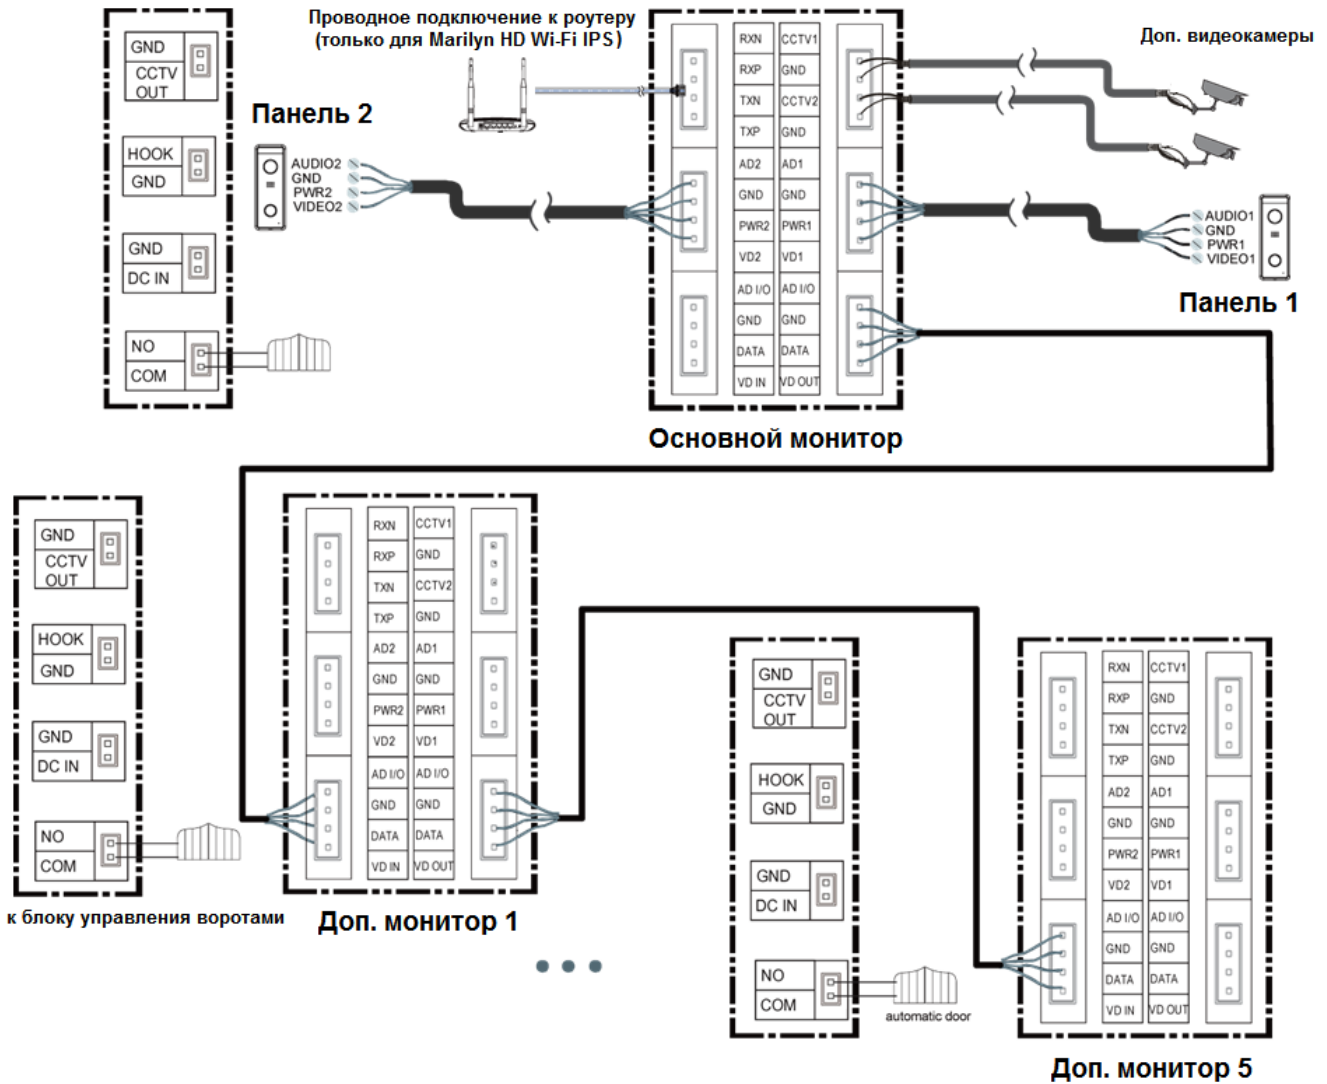 Проводное подключение к роутеру
(только для Marilyn HD Wi-Fi IPS)
Доп. видеокамеры
GND
CCTV
OUT
HOOK
GND
GND
DC IN
NO
COM
Панель 2
AUDIO2
GND
PWR2
VIDEO2
RXN CCTV1
RXP GND
TXN CCTV2
TXP GND
AD2 AD1
GND GND
PWR2 PWR1
VD2 VD1
AD I/O AD I/O
GND GND
DATA DATA
VD IN VD OUT
AUDIO1
GND
PWR1
VIDEO1
Панель 1
Основной монитор
GND
CCTV
OUT
HOOK
GND
GND
DC IN
NO
COM
к блоку управления воротами
RXN CCTV1
RXP GND
TXN CCTV2
TXP GND
AD2 AD1
GND GND
PWR2 PWR1
VD2 VD1
AD I/O AD I/O
GND GND
DATA DATA
VD IN VD OUT
Доп. монитор 1
GND
CCTV
OUT
HOOK
GND
GND
DC IN
NO
COM
automatic door
RXN CCTV1
RXP GND
TXN CCTV2
TXP GND
AD2 AD1
GND GND
PWR2 PWR1
VD2 VD1
AD I/O AD I/O
GND GND
DATA DATA
VD IN VD OUT
Доп. монитор 5